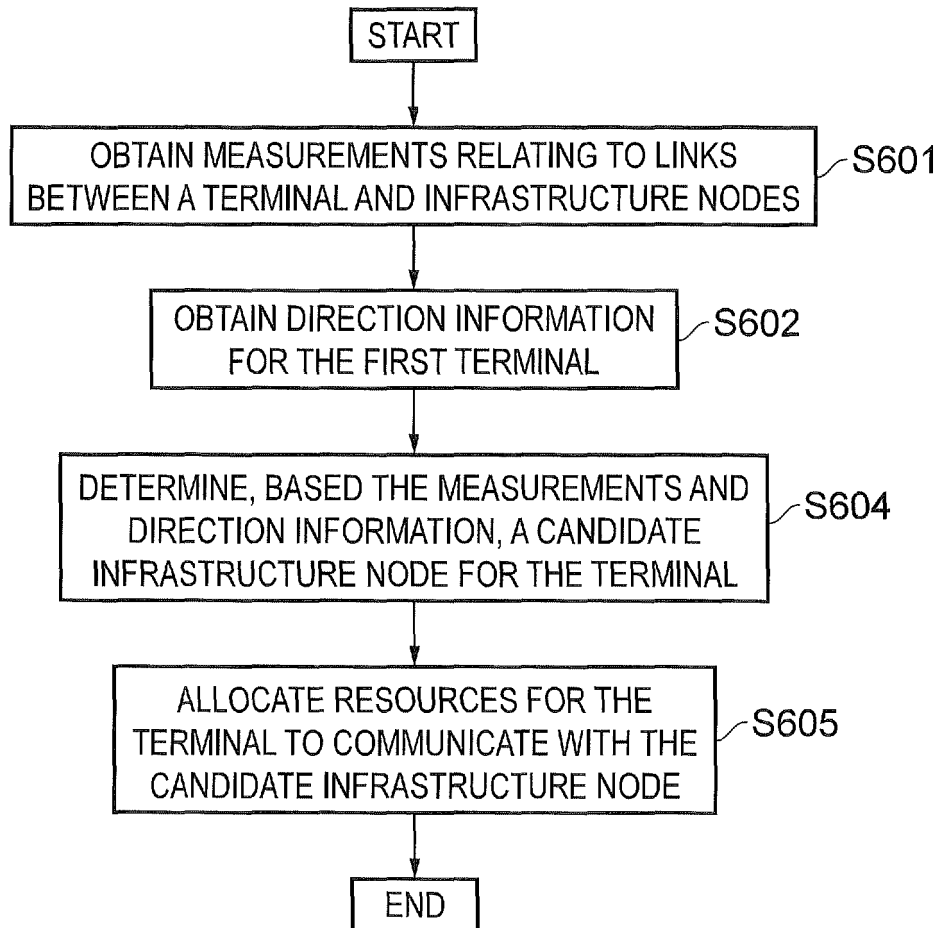 START
OBTAIN MEASUREMENTS RELATING TO LINKS
BETWEEN A TERMINAL AND INFRASTRUCTURE NODES
S601
OBTAIN DIRECTION INFORMATION
FOR THE FIRST TERMINAL
S602
DETERMINE, BASED THE MEASUREMENTS AND
DIRECTION INFORMATION, A CANDIDATE
INFRASTRUCTURE NODE FOR THE TERMINAL
S604
ALLOCATE RESOURCES FOR THE
TERMINAL TO COMMUNICATE WITH THE
CANDIDATE INFRASTRUCTURE NODE
S605
END